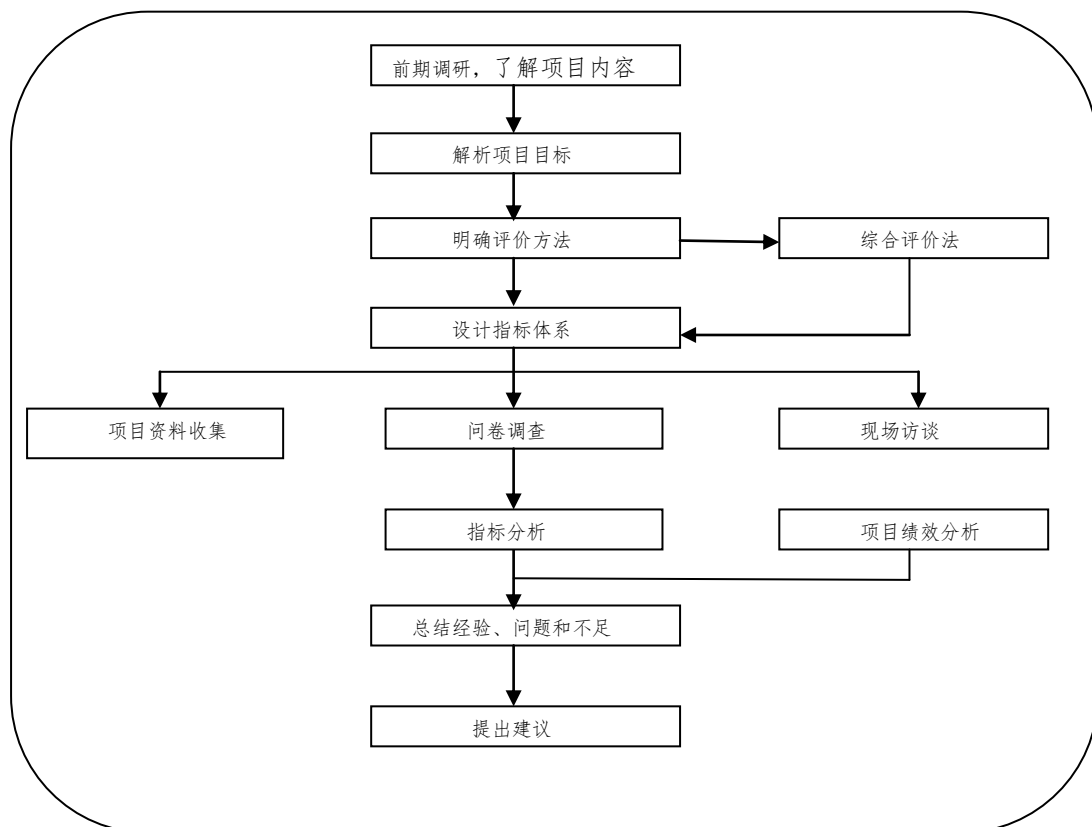 前期调研，了解项目内容
解析项目目标
明确评价方法
综合评价法
设计指标体系
项目资料收集
问卷调查
现场访谈
指标分析
项目绩效分析
总结经验、问题和不足
提出建议